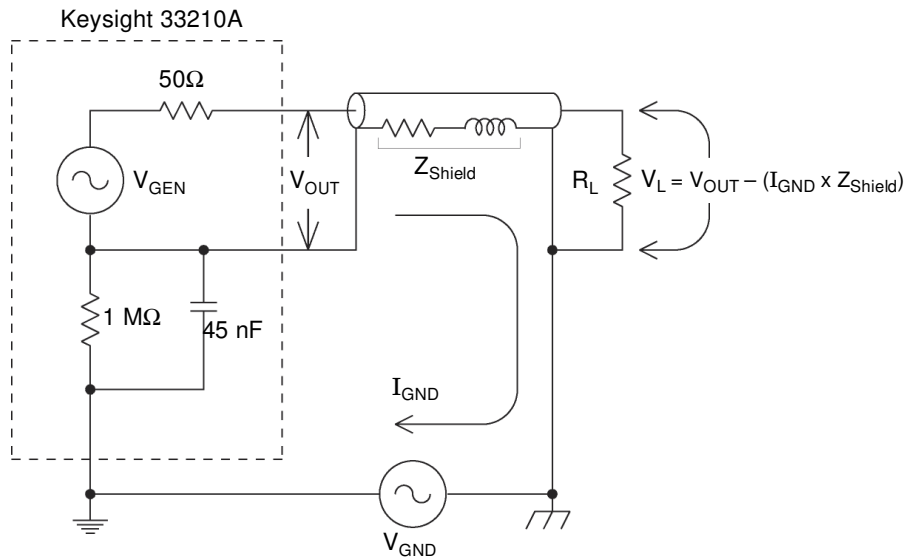 Keysight 33210A
50Ω
V_GEN
V_OUT
Z_Shield
R_L
V_L = V_OUT – (I_GND x Z_Shield)
1 MΩ
45 nF
I_GND
V_GND